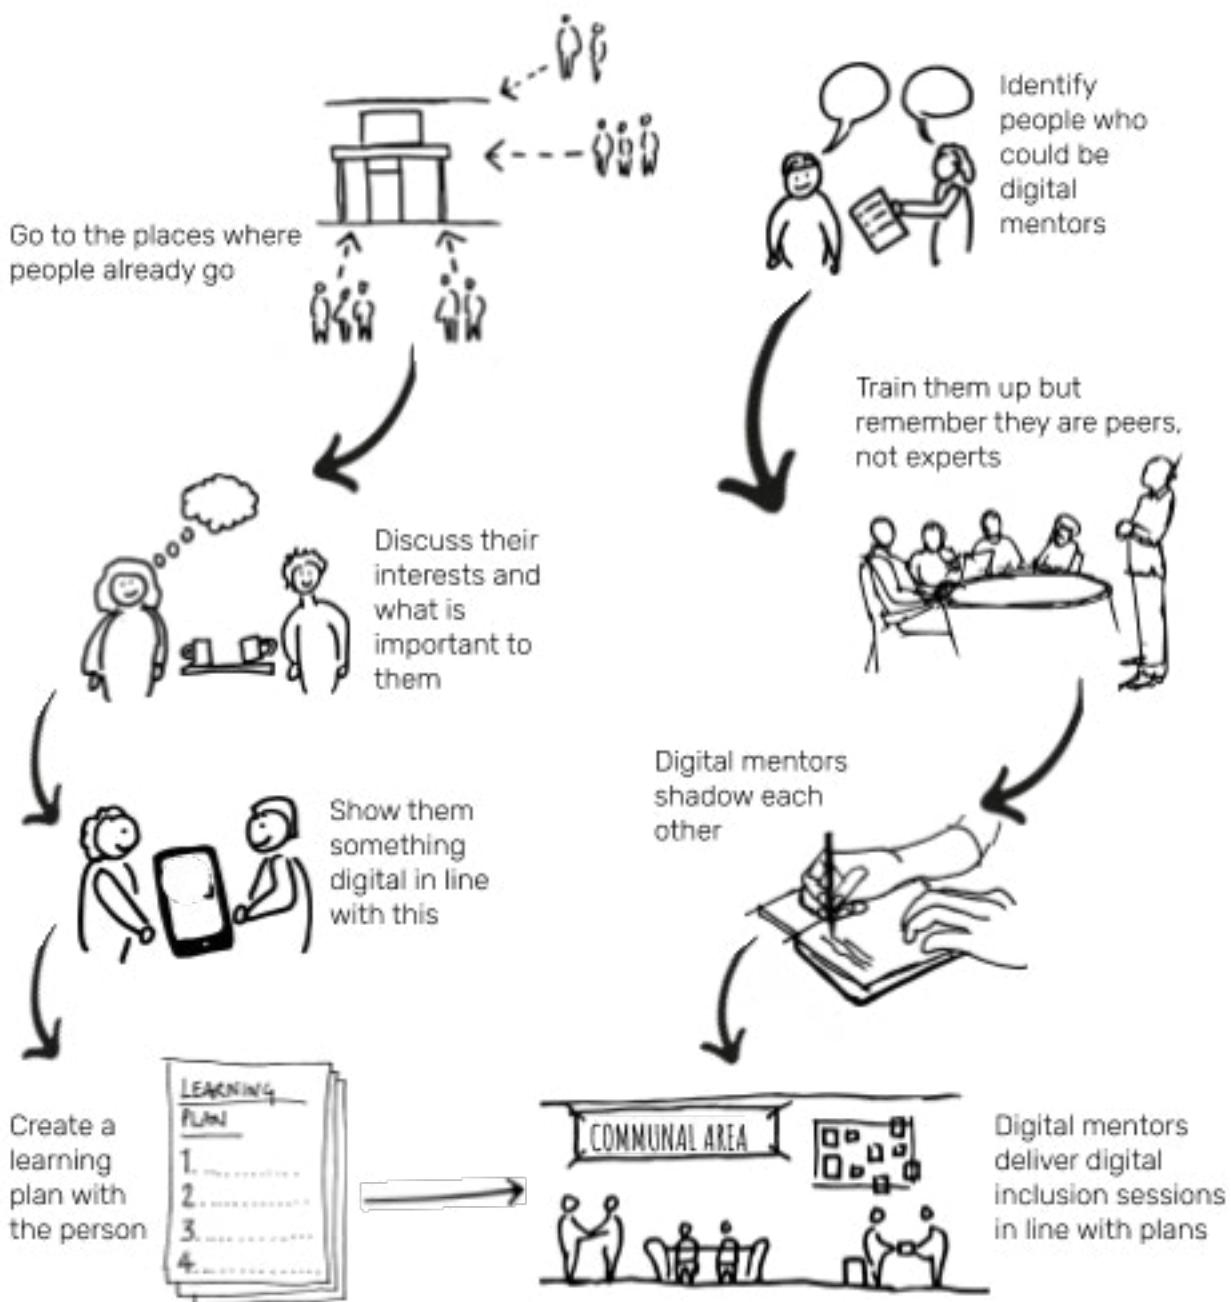 Go to the places where
people already go
Discuss their
interests and
what is
important to
them
Show them
something
digital in line
with this
Create a
learning
plan with
the person
LEARNING
PLAN
1.
2.
3.
4.
Identify
people who
could be
digital
mentors
Train them up but
remember they are peers,
not experts
Digital mentors
shadow each
other
COMMUNAL AREA
Digital mentors
deliver digital
inclusion sessions
in line with plans